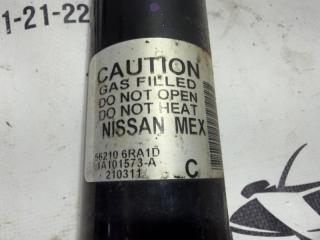 1-21-22
CAUTION
GAS FILLED
DO NOT OPEN
DO NOT HEAT
NISSAN MEX
56210 6RA1D
1A101573-A
210311 C